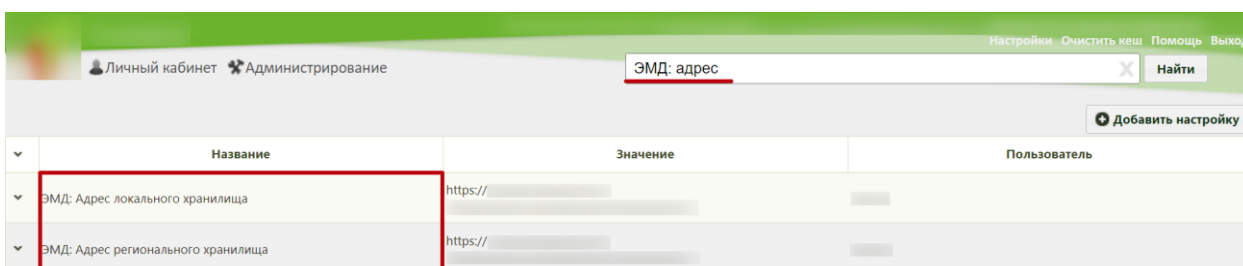 Настройки Очистить кеш Помощь Выход
Личный кабинет Администрирование
ЭМД: адрес
Найти
Добавить настройку
Название Значение Пользователь
ЭМД: Адрес локального хранилища https://
ЭМД: Адрес регионального хранилища https://